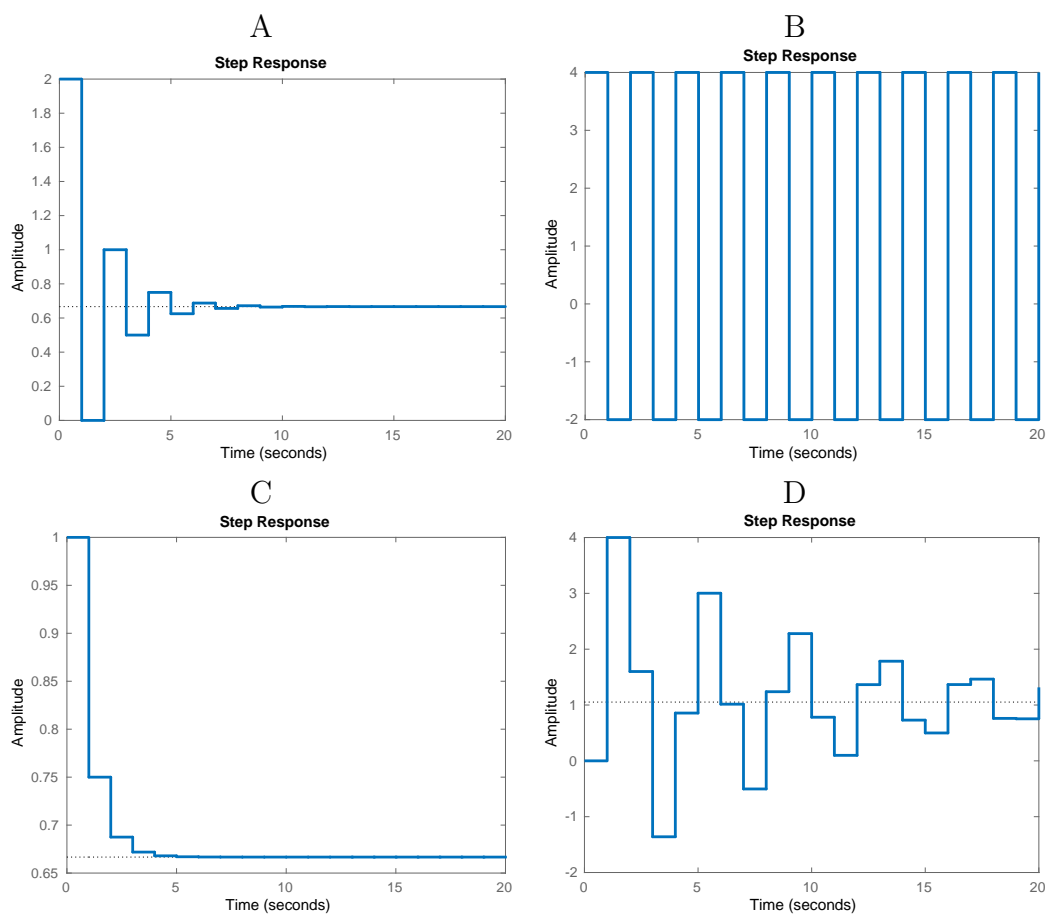 A
Step Response
Amplitude
2
1.8
1.6
1.4
1.2
1
0.8
0.6
0.4
0.2
0
0 5 10 15 20
Time (seconds)
B
Step Response
Amplitude
4
3
2
1
0
-1
-2
0 5 10 15 20
Time (seconds)
C
Step Response
Amplitude
1
0.95
0.9
0.85
0.8
0.75
0.7
0.65
0 5 10 15 20
Time (seconds)
D
Step Response
Amplitude
4
3
2
1
0
-1
-2
0 5 10 15 20
Time (seconds)